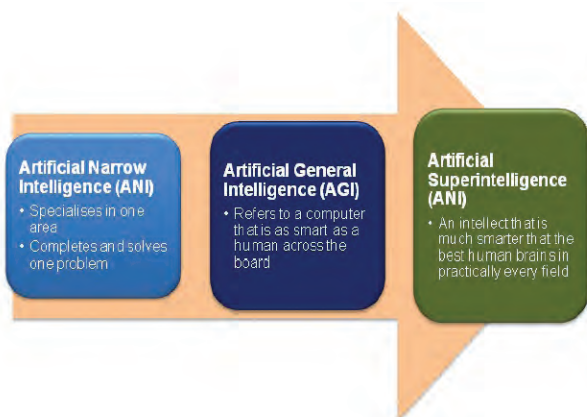 Artificial Narrow
Intelligence (ANI)
• Specialises in one
area
• Completes and solves
one problem
Artificial General
Intelligence (AGI)
• Refers to a computer
that is as smart as a
human across the
board
Artificial
Superintelligence
(ANI)
• An intellect that is
much smarter that the
best human brains in
practically every field